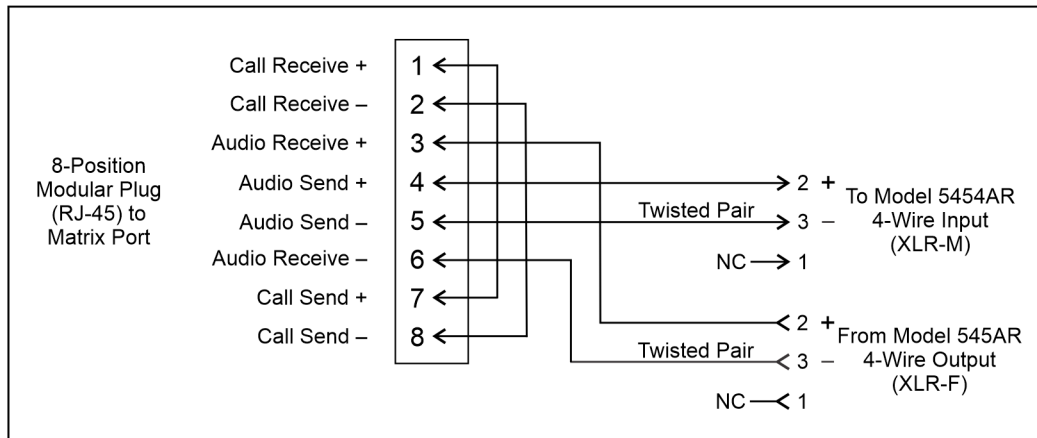 8-Position
Modular Plug
(RJ-45) to
Matrix Port
Call Receive + 1
Call Receive – 2
Audio Receive + 3
Audio Send + 4
Audio Send – 5
Audio Receive – 6
Call Send + 7
Call Send – 8
2 +
Twisted Pair 3 –
NC 1
To Model 5454AR
4-Wire Input
(XLR-M)
2 +
Twisted Pair 3 –
NC 1
From Model 545AR
4-Wire Output
(XLR-F)